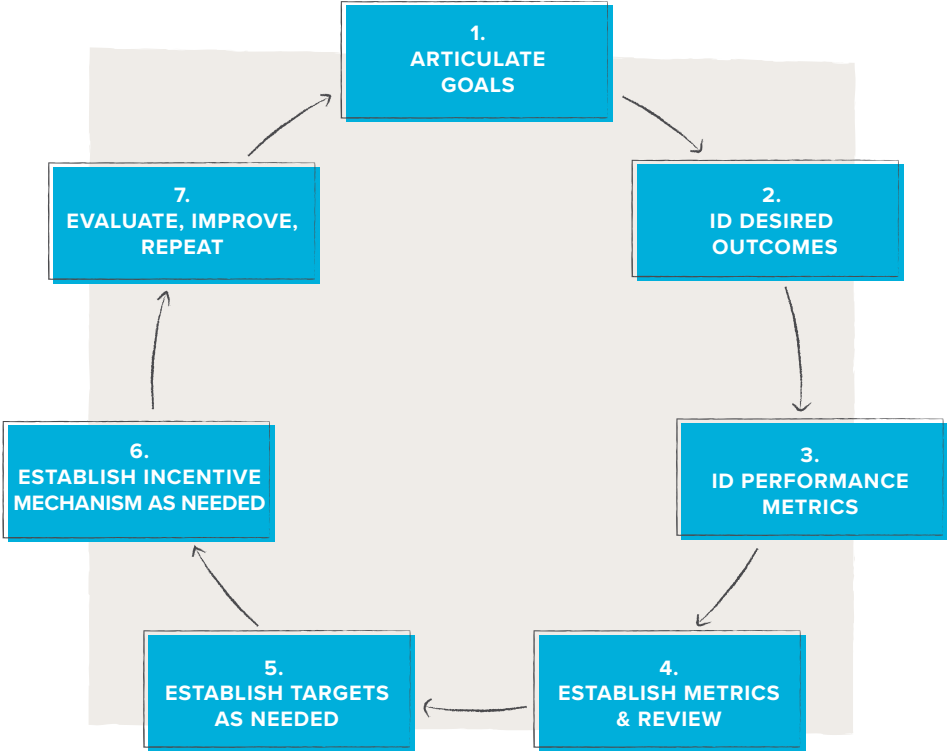 1.
ARTICULATE
GOALS
2.
ID DESIRED
OUTCOMES
3.
ID PERFORMANCE
METRICS
4.
ESTABLISH METRICS
& REVIEW
5.
ESTABLISH TARGETS
AS NEEDED
6.
ESTABLISH INCENTIVE
MECHANISM AS NEEDED
7.
EVALUATE, IMPROVE,
REPEAT